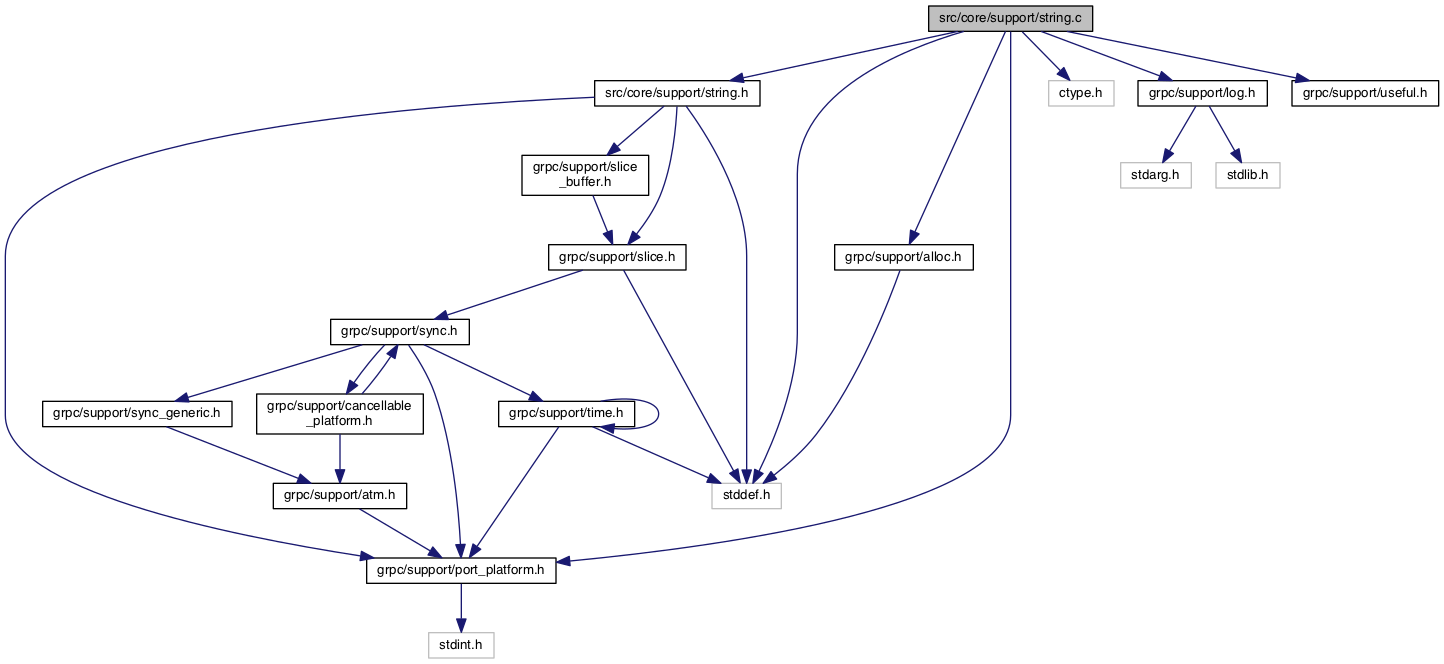 src/core/support/string.c
src/core/support/string.h
ctype.h
grpc/support/log.h
grpc/support/useful.h
grpc/support/slice
_buffer.h
stdarg.h
stdlib.h
grpc/support/slice.h
grpc/support/alloc.h
grpc/support/sync.h
grpc/support/sync_generic.h
grpc/support/cancellable
_platform.h
grpc/support/time.h
grpc/support/atm.h
stddef.h
grpc/support/port_platform.h
stdint.h